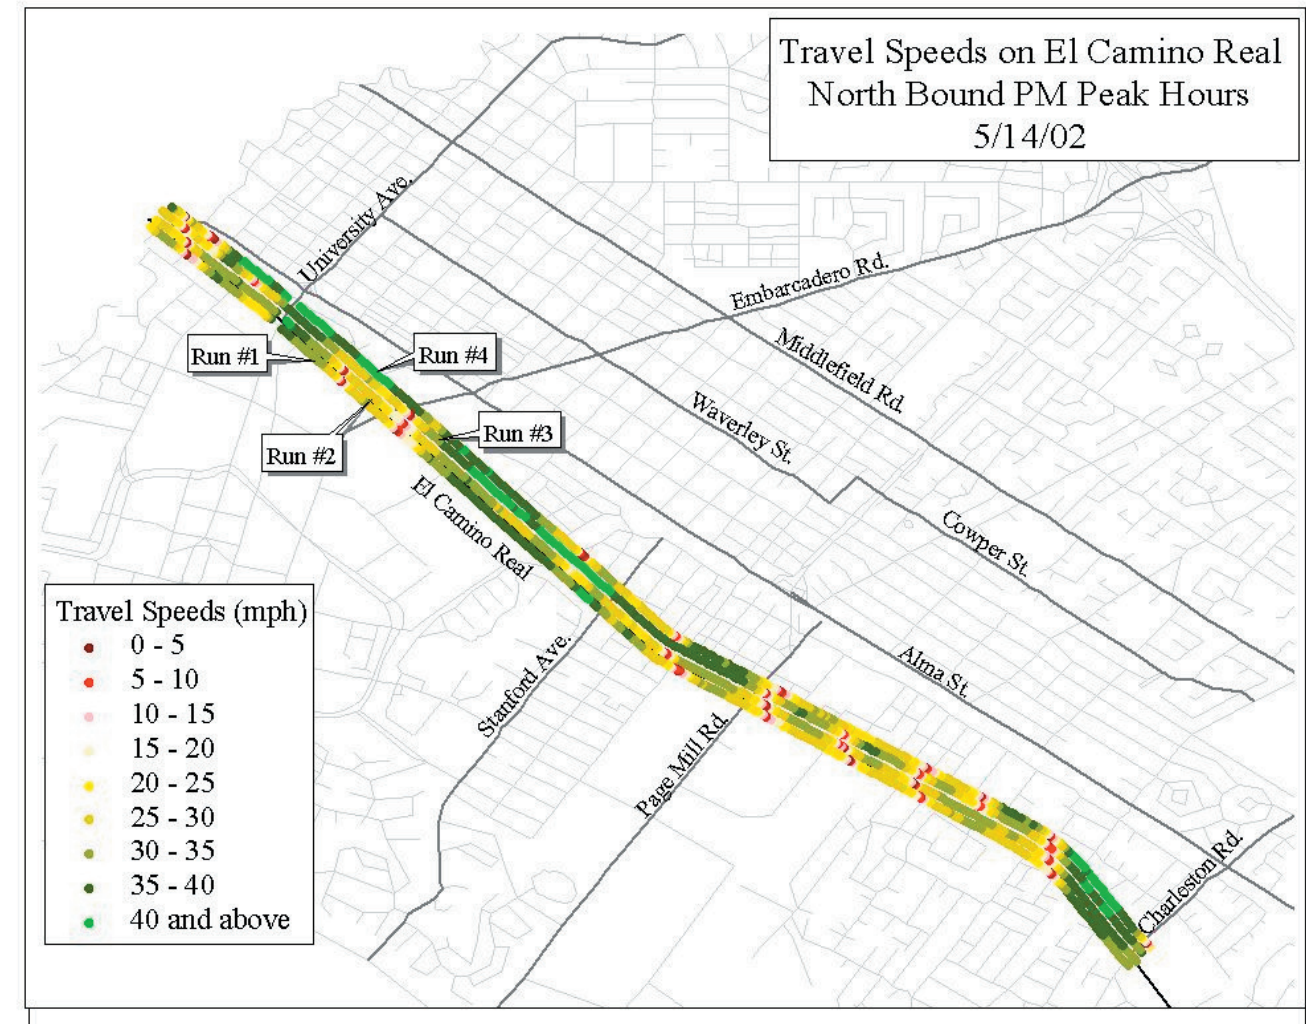 Travel Speeds on El Camino Real
North Bound PM Peak Hours
5/14/02
University Ave.
Embarcadero Rd.
Middlefield Rd.
Run #1
Run #4
Waverley St.
Run #3
Run #2
El Camino Real
Cowper St.
Stanford Ave.
Alma St.
Page Mill Rd.
Charleston Rd.
Travel Speeds (mph)
0 - 5
5 - 10
10 - 15
15 - 20
20 - 25
25 - 30
30 - 35
35 - 40
40 and above